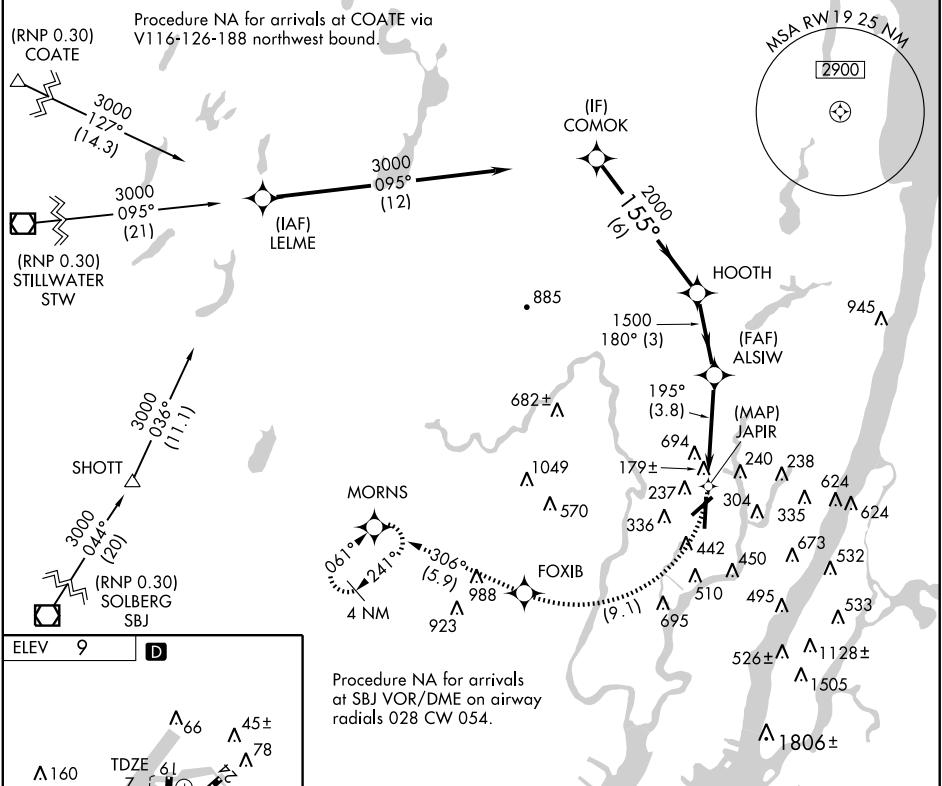 Procedure NA for arrivals at COATE via
V116-126-188 northwest bound.
(RNP 0.30)
COATE
3000
127°
(14.3)
MSA RW19 25 NM
2900
(IF)
COMOK
3000
095°
(12)
3000
095°
(21)
(IAF)
LELME
(RNP 0.30)
STILLWATER
STW
2000
155°
(6)
HOOTH
885
945
1500
180° (3)
(FAF)
ALSIW
195°
(3.8)
(MAP)
JAPIR
682±
3000
036°
(11.1)
SHOTT
694
179±
240
238
1049
237
304
624
570
336
335
624
MORNS
3000
044°
(20)
061°
241°
4 NM
306°
(5.9)
988
923
FOXIB
(9.1)
442
450
673
532
510
695
495
533
(RNP 0.30)
SOLBERG
SBJ
526±
1128±
1505
1806±
Procedure NA for arrivals
at SBJ VOR/DME on airway
radials 028 CW 054.
ELEV 9
D
66
45±
78
160
TDZE
7
19
24